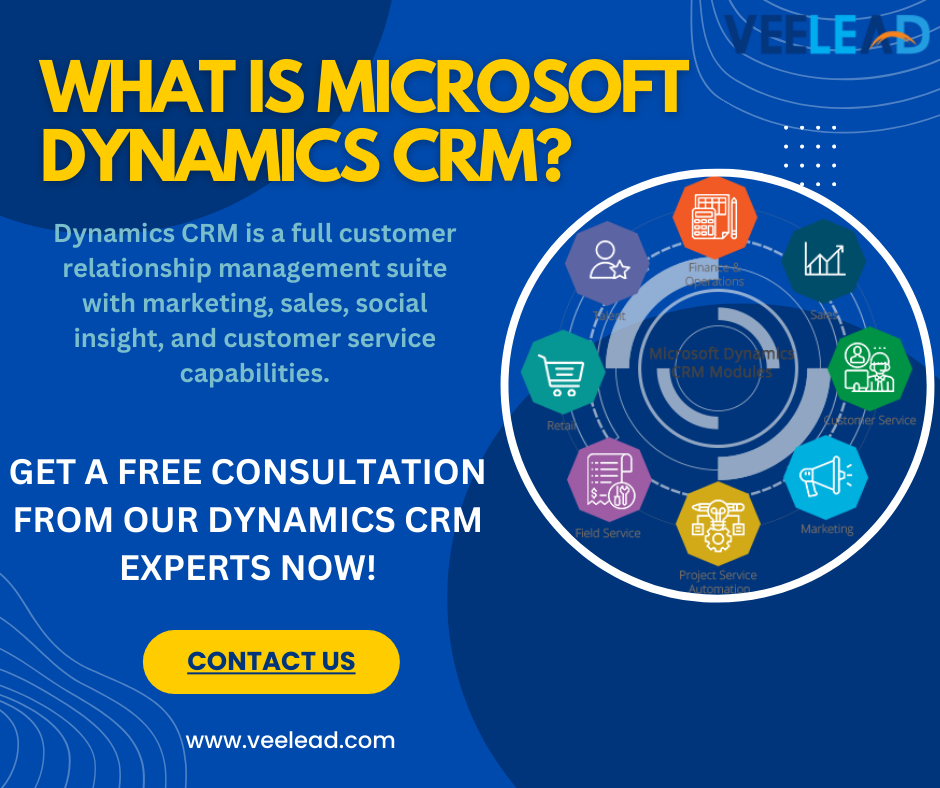 VEELEAD
WHAT IS MICROSOFT
DYNAMICS CRM?
Dynamics CRM is a full customer
relationship management suite
with marketing, sales, social
insight, and customer service
capabilities.
GET A FREE CONSULTATION
FROM OUR DYNAMICS CRM
EXPERTS NOW!
CONTACT US
www.veelead.com
Finance &
Operations
Talent
Sales
Microsoft Dynamics
CRM Modules
Retail
Customer Service
Field Service
Marketing
Project Service
Automation